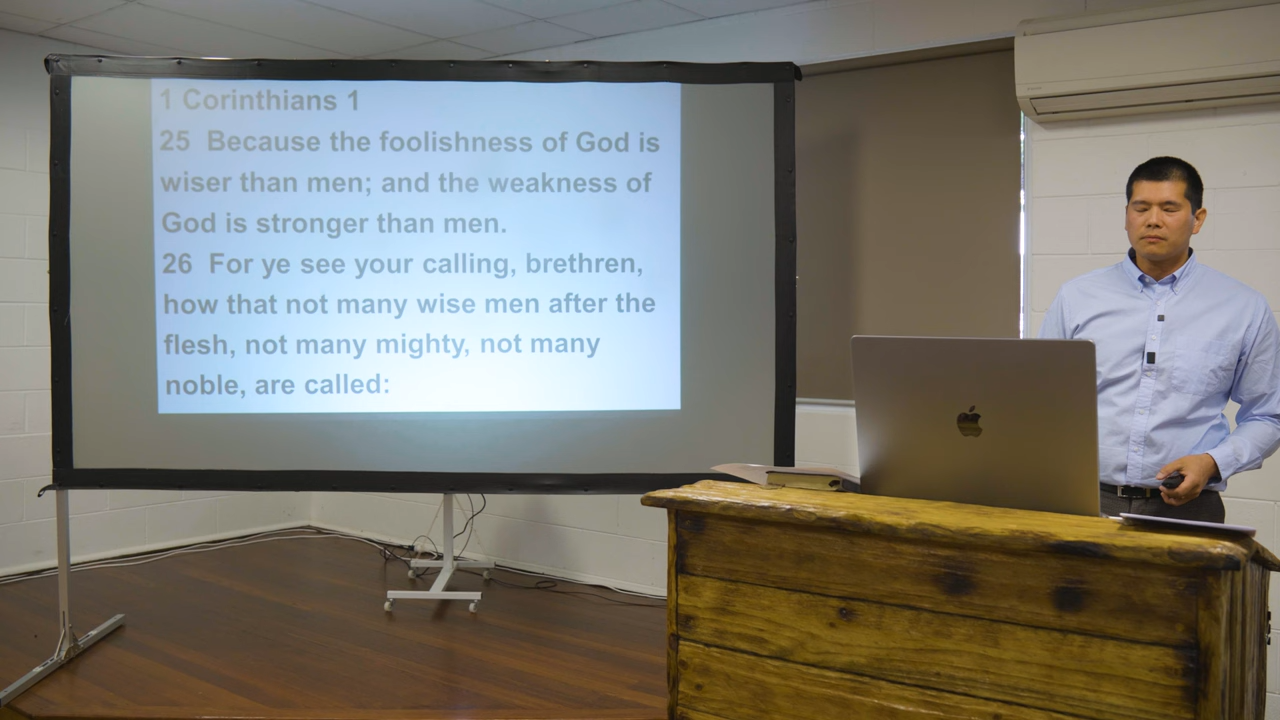 1 Corinthians 1
25 Because the foolishness of God is
wiser than men; and the weakness of
God is stronger than men.
26 For ye see your calling, brethren,
how that not many wise men after the
flesh, not many mighty, not many
noble, are called: